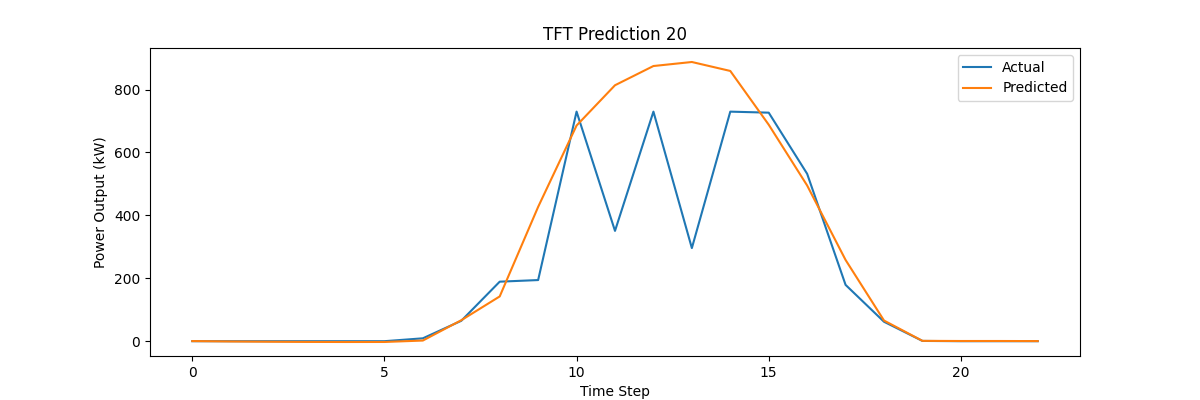 TFT Prediction 20
Actual
Predicted
Power Output (kW)
800
600
400
200
0
0 5 10 15 20
Time Step